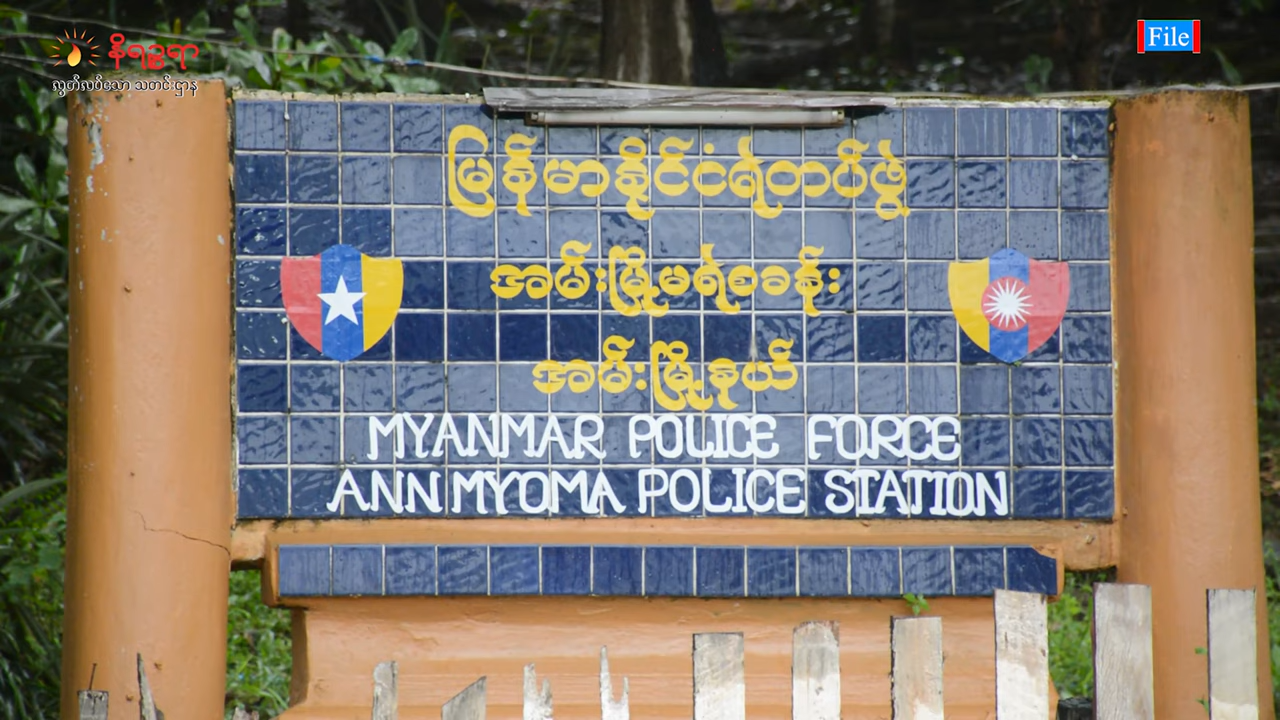 နိရဥ္စရာ
လွတ်လပ်သော သတင်းဌာန
File
မြန်မာနိုင်ငံရဲတပ်ဖွဲ့
အမ်းမြို့မရဲစခန်း
အမ်းမြို့နယ်
MYANMAR POLICE FORCE
ANN MYOMA POLICE STATION